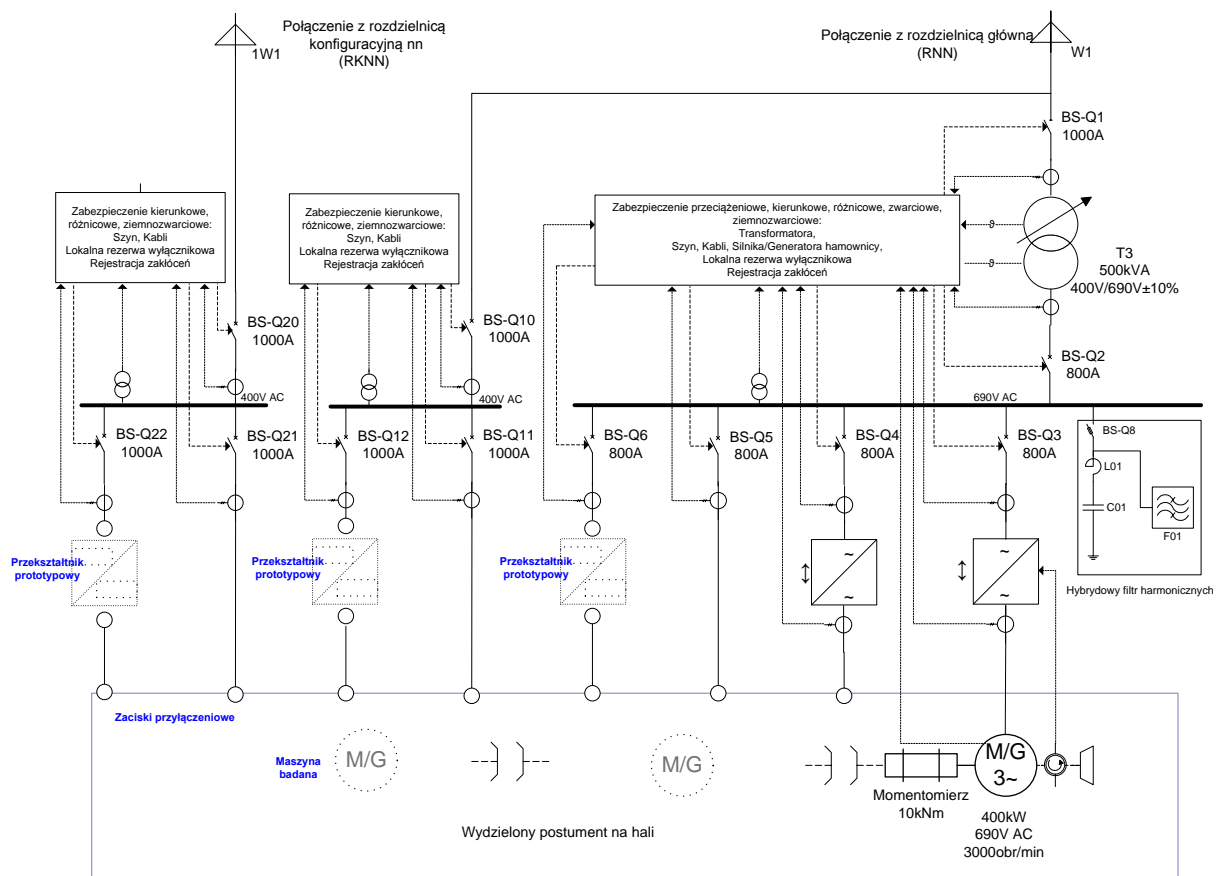 Połączenie z rozdzielnicą
konfiguracyjną nn
(RKNN)
1W1
Połączenie z rozdzielnicą główną
(RNN)
W1
BS-Q1
1000A
Zabezpieczenie kierunkowe,
różnicowe, ziemnozwarciowe:
Szyn, Kabli
Lokalna rezerwa wyłącznikowa
Rejestracja zakłóceń
Zabezpieczenie kierunkowe,
różnicowe, ziemnozwarciowe:
Szyn, Kabli
Lokalna rezerwa wyłącznikowa
Rejestracja zakłóceń
Zabezpieczenie przeciążeniowe, kierunkowe, różnicowe, zwarciowe,
ziemnozwarciowe:
Transformatora,
Szyn, Kabli, Silnika/Generatora hamownicy,
Lokalna rezerwa wyłącznikowa
Rejestracja zakłóceń
ϑ
ϑ
T3
500kVA
400V/690V±10%
BS-Q20
1000A
BS-Q10
1000A
BS-Q2
800A
400V AC
400V AC
690V AC
BS-Q22
1000A
BS-Q21
1000A
BS-Q12
1000A
BS-Q11
1000A
BS-Q6
800A
BS-Q5
800A
BS-Q4
800A
BS-Q3
800A
BS-Q8
L01
C01
F01
Hybrydowy filtr harmonicznych
Przekształtnik
prototypowy
Przekształtnik
prototypowy
Przekształtnik
prototypowy
~
~
~
~
Zaciski przyłączeniowe
Maszyna
badana
M/G
M/G
M/G
3~
Momentomierz
10kNm
400kW
690V AC
3000obr/min
Wydzielony postument na hali